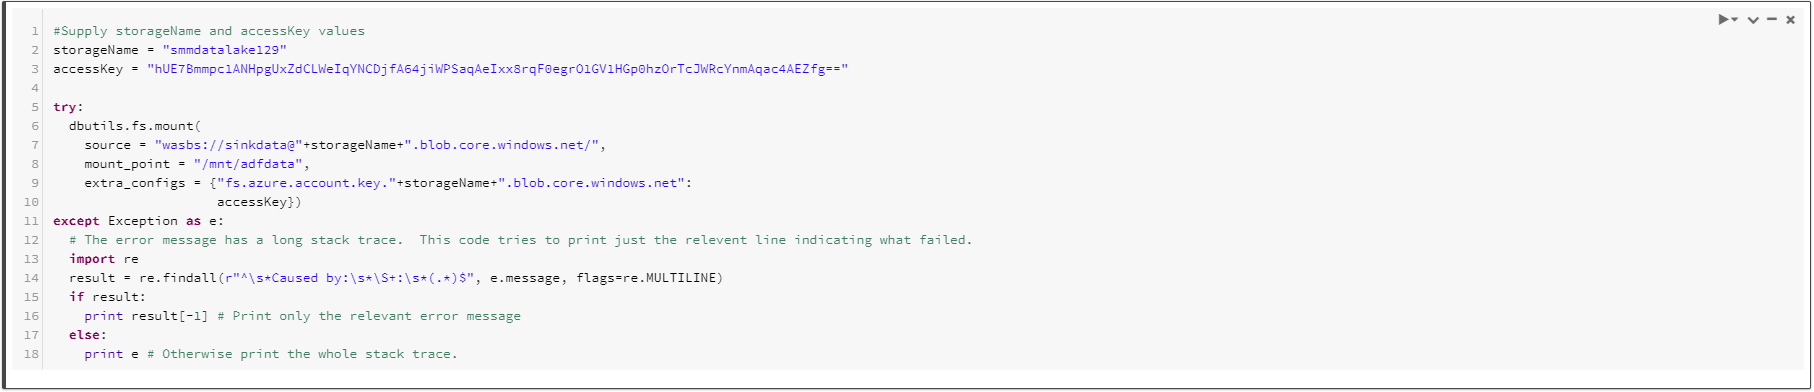 1 #Supply storageName and accessKey values
2 storageName = "smmdatalake129"
3 accessKey = "hUE7BmmpclANHpgUxZdCLWeIqYNCDjfA64jiWPSaqAeIxx8rqF0egrO1GV1HGp0hzOrTcJWRcYnmAqac4AEZfg=="
4
5 try:
6   dbutils.fs.mount(
7     source = "wasbs://sinkdata@"+storageName+".blob.core.windows.net/",
8     mount_point = "/mnt/adfdata",
9     extra_configs = {"fs.azure.account.key."+storageName+".blob.core.windows.net":
10                      accessKey})
11 except Exception as e:
12   # The error message has a long stack trace.  This code tries to print just the relevent line indicating what failed.
13   import re
14   result = re.findall(r"^\s*Caused by:\s*\S+:\s*(.*)$", e.message, flags=re.MULTILINE)
15   if result:
16     print result[-1] # Print only the relevant error message
17   else:
18     print e # Otherwise print the whole stack trace.